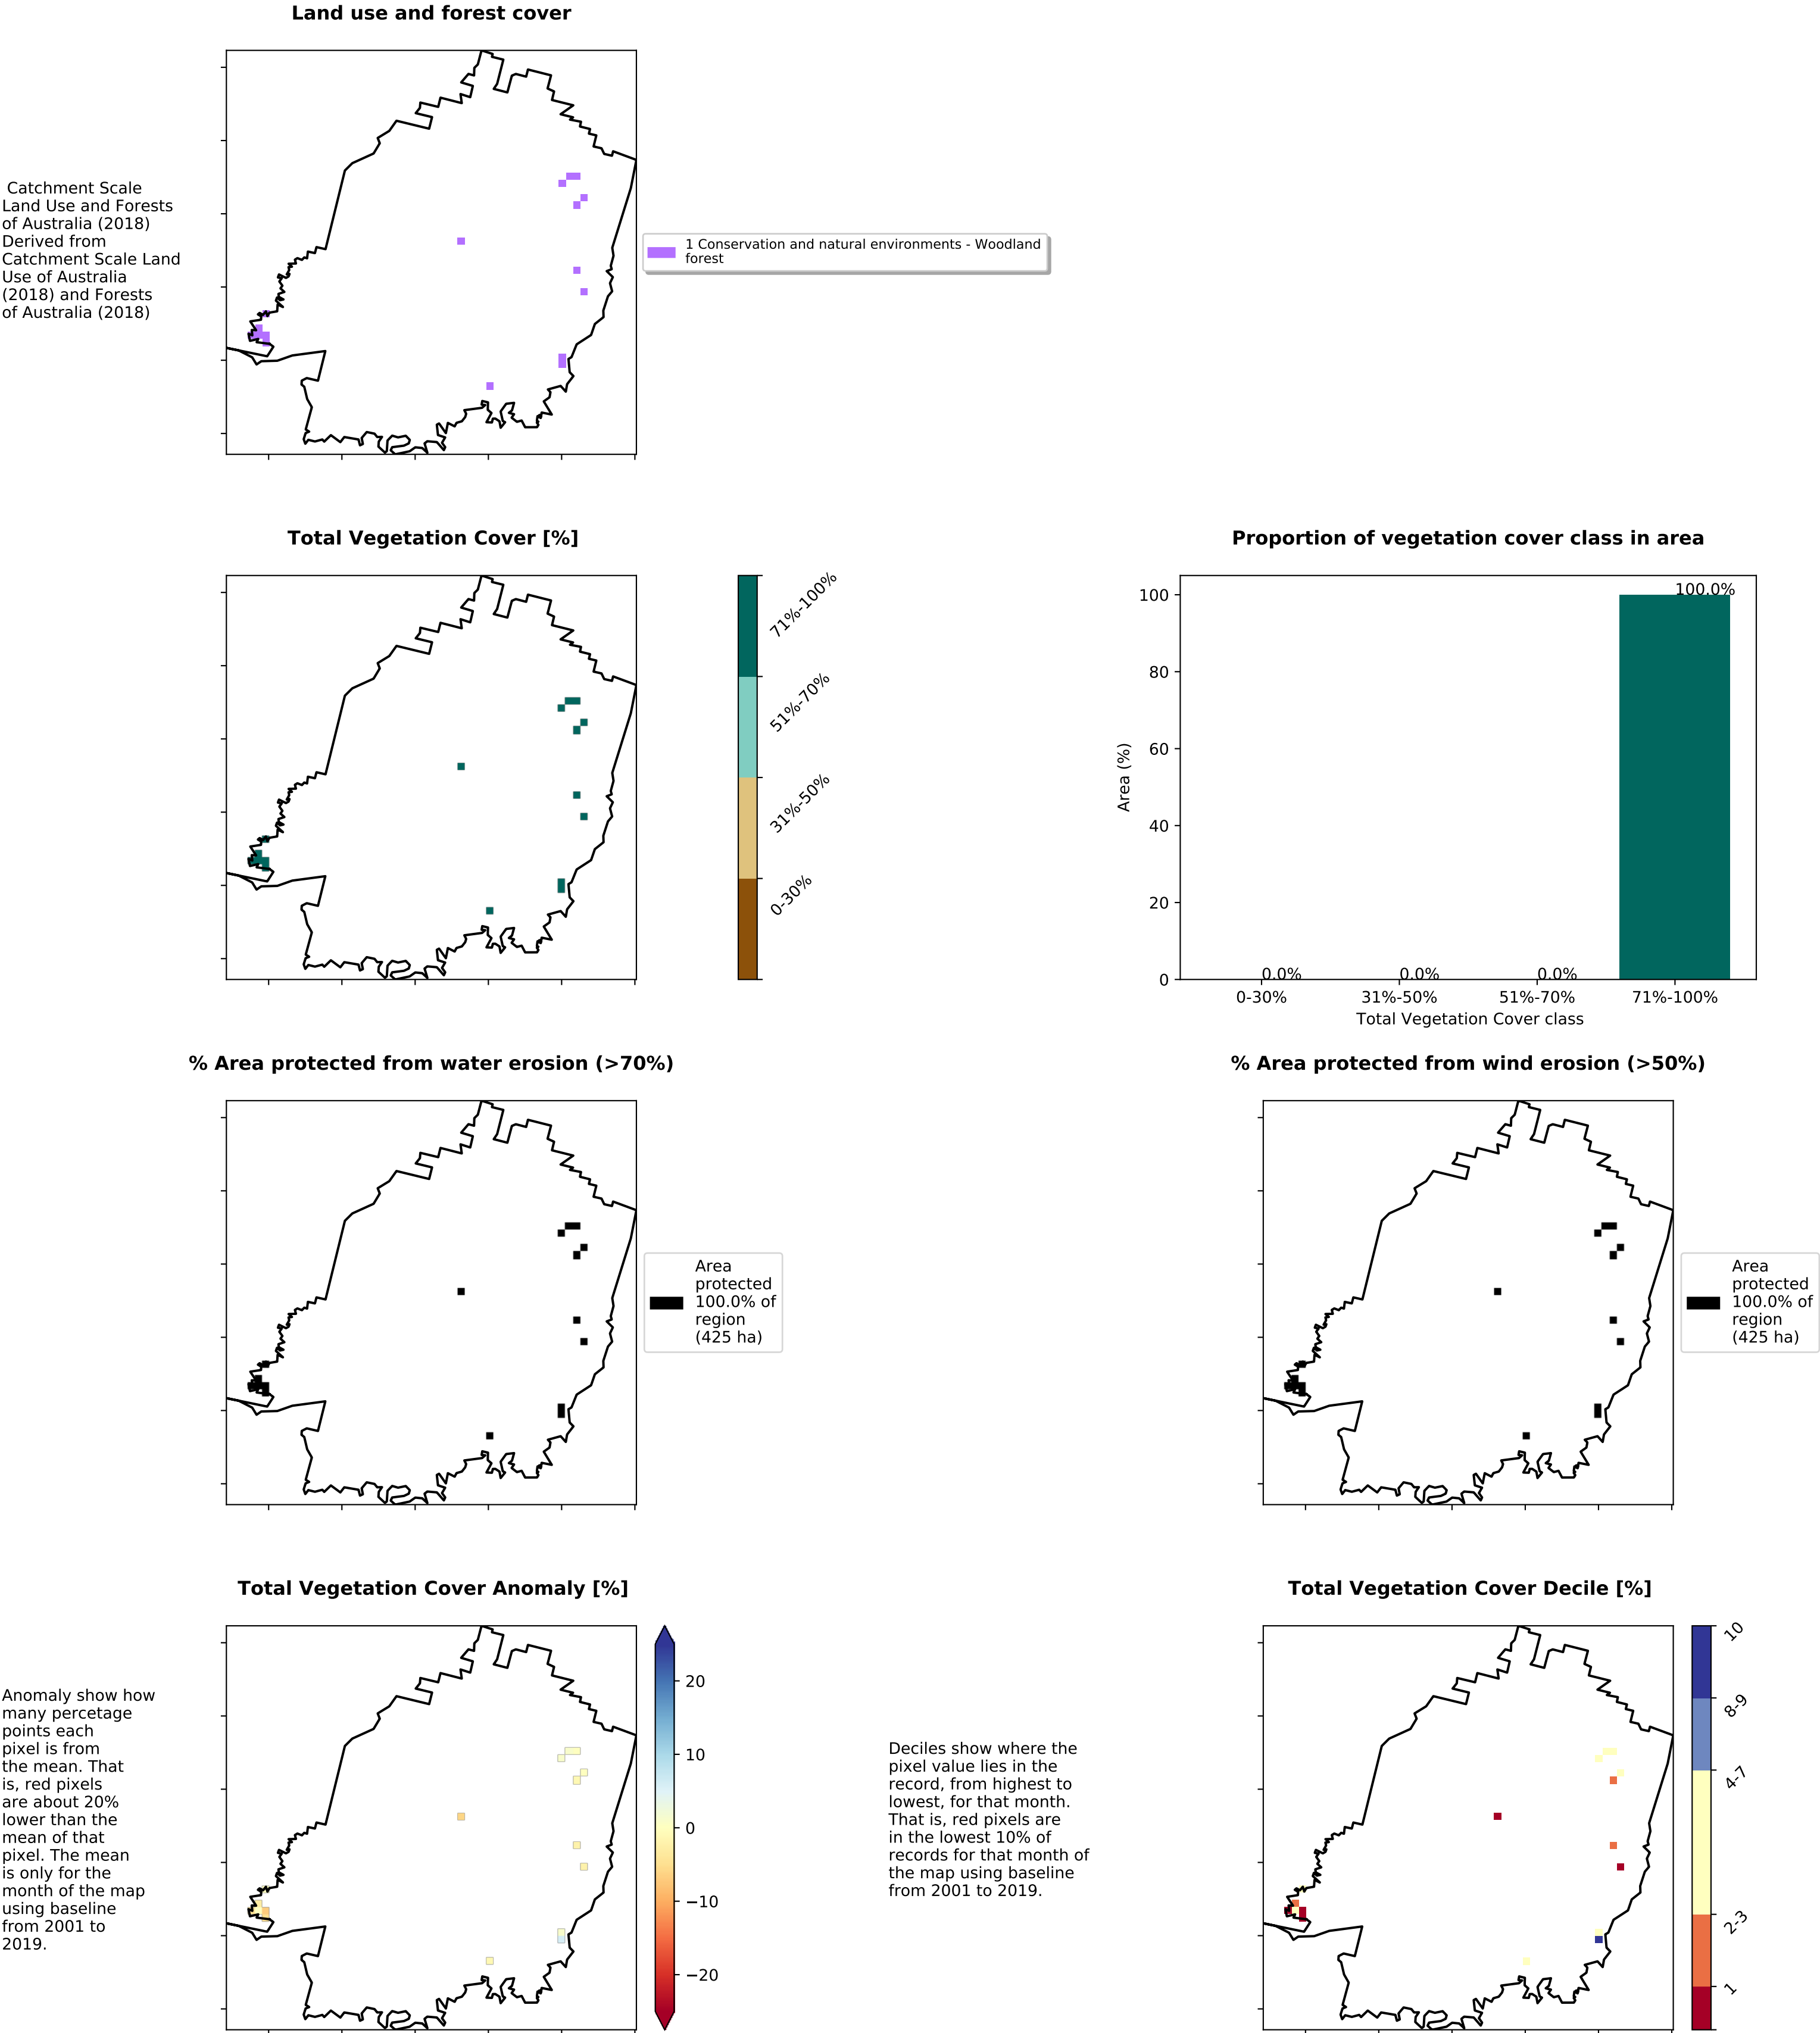 Land use and forest cover
Catchment Scale
Land Use and Forests
of Australia (2018)
Derived from
Catchment Scale Land
Use of Australia
(2018) and Forests
of Australia (2018)
1 Conservation and natural environments - Woodland
forest
Total Vegetation Cover [%]
71%-100%
51%-70%
31%-50%
0-30%
Proportion of vegetation cover class in area
100.0%
100
80
60
40
20
0
Area (%)
0.0%
0.0%
0.0%
0-30%
31%-50%
51%-70%
71%-100%
Total Vegetation Cover class
% Area protected from water erosion (>70%)
Area
protected
100.0% of
region
(425 ha)
% Area protected from wind erosion (>50%)
Area
protected
100.0% of
region
(425 ha)
Total Vegetation Cover Anomaly [%]
Anomaly show how
many percetage
points each
pixel is from
the mean. That
is, red pixels
are about 20%
lower than the
mean of that
pixel. The mean
is only for the
month of the map
using baseline
from 2001 to
2019.
20
10
0
−10
−20
Total Vegetation Cover Decile [%]
Deciles show where the
pixel value lies in the
record, from highest to
lowest, for that month.
That is, red pixels are
in the lowest 10% of
records for that month of
the map using baseline
from 2001 to 2019.
10
8-9
4-7
2-3
1